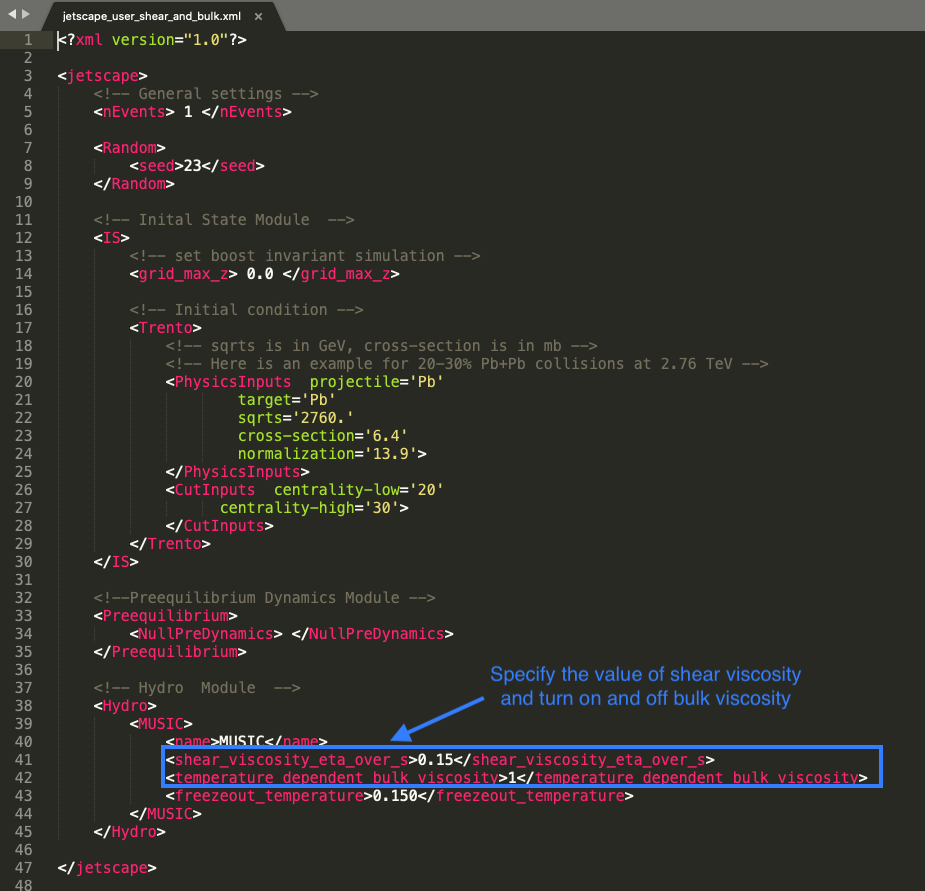 jetscape_user_shear_and_bulk.xml ×
1 <?xml version="1.0"?>
2
3 <jetscape>
4 <!-- General settings -->
5 <nEvents> 1 </nEvents>
6
7 <Random>
8 <seed>23</seed>
9 </Random>
10
11 <!-- Inital State Module  -->
12 <IS>
13 <!-- set boost invariant simulation -->
14 <grid_max_z> 0.0 </grid_max_z>
15
16 <!-- Initial condition -->
17 <Trento>
18 <!-- sqrts is in GeV, cross-section is in mb -->
19 <!-- Here is an example for 20-30% Pb+Pb collisions at 2.76 TeV -->
20 <PhysicsInputs  projectile='Pb'
21 target='Pb'
22 sqrts='2760.'
23 cross-section='6.4'
24 normalization='13.9'>
25 </PhysicsInputs>
26 <CutInputs  centrality-low='20'
27 centrality-high='30'>
28 </CutInputs>
29 </Trento>
30 </IS>
31
32 <!--Preequilibrium Dynamics Module -->
33 <Preequilibrium>
34 <NullPreDynamics> </NullPreDynamics>
35 </Preequilibrium>
36
Specify the value of shear viscosity
and turn on and off bulk viscosity
37 <!-- Hydro  Module  -->
38 <Hydro>
39 <MUSIC>
40 <name>MUSIC</name>
41 <shear_viscosity_eta_over_s>0.15</shear_viscosity_eta_over_s>
42 <temperature_dependent_bulk_viscosity>1</temperature_dependent_bulk_viscosity>
43 <freezeout_temperature>0.150</freezeout_temperature>
44 </MUSIC>
45 </Hydro>
46
47 </jetscape>
48